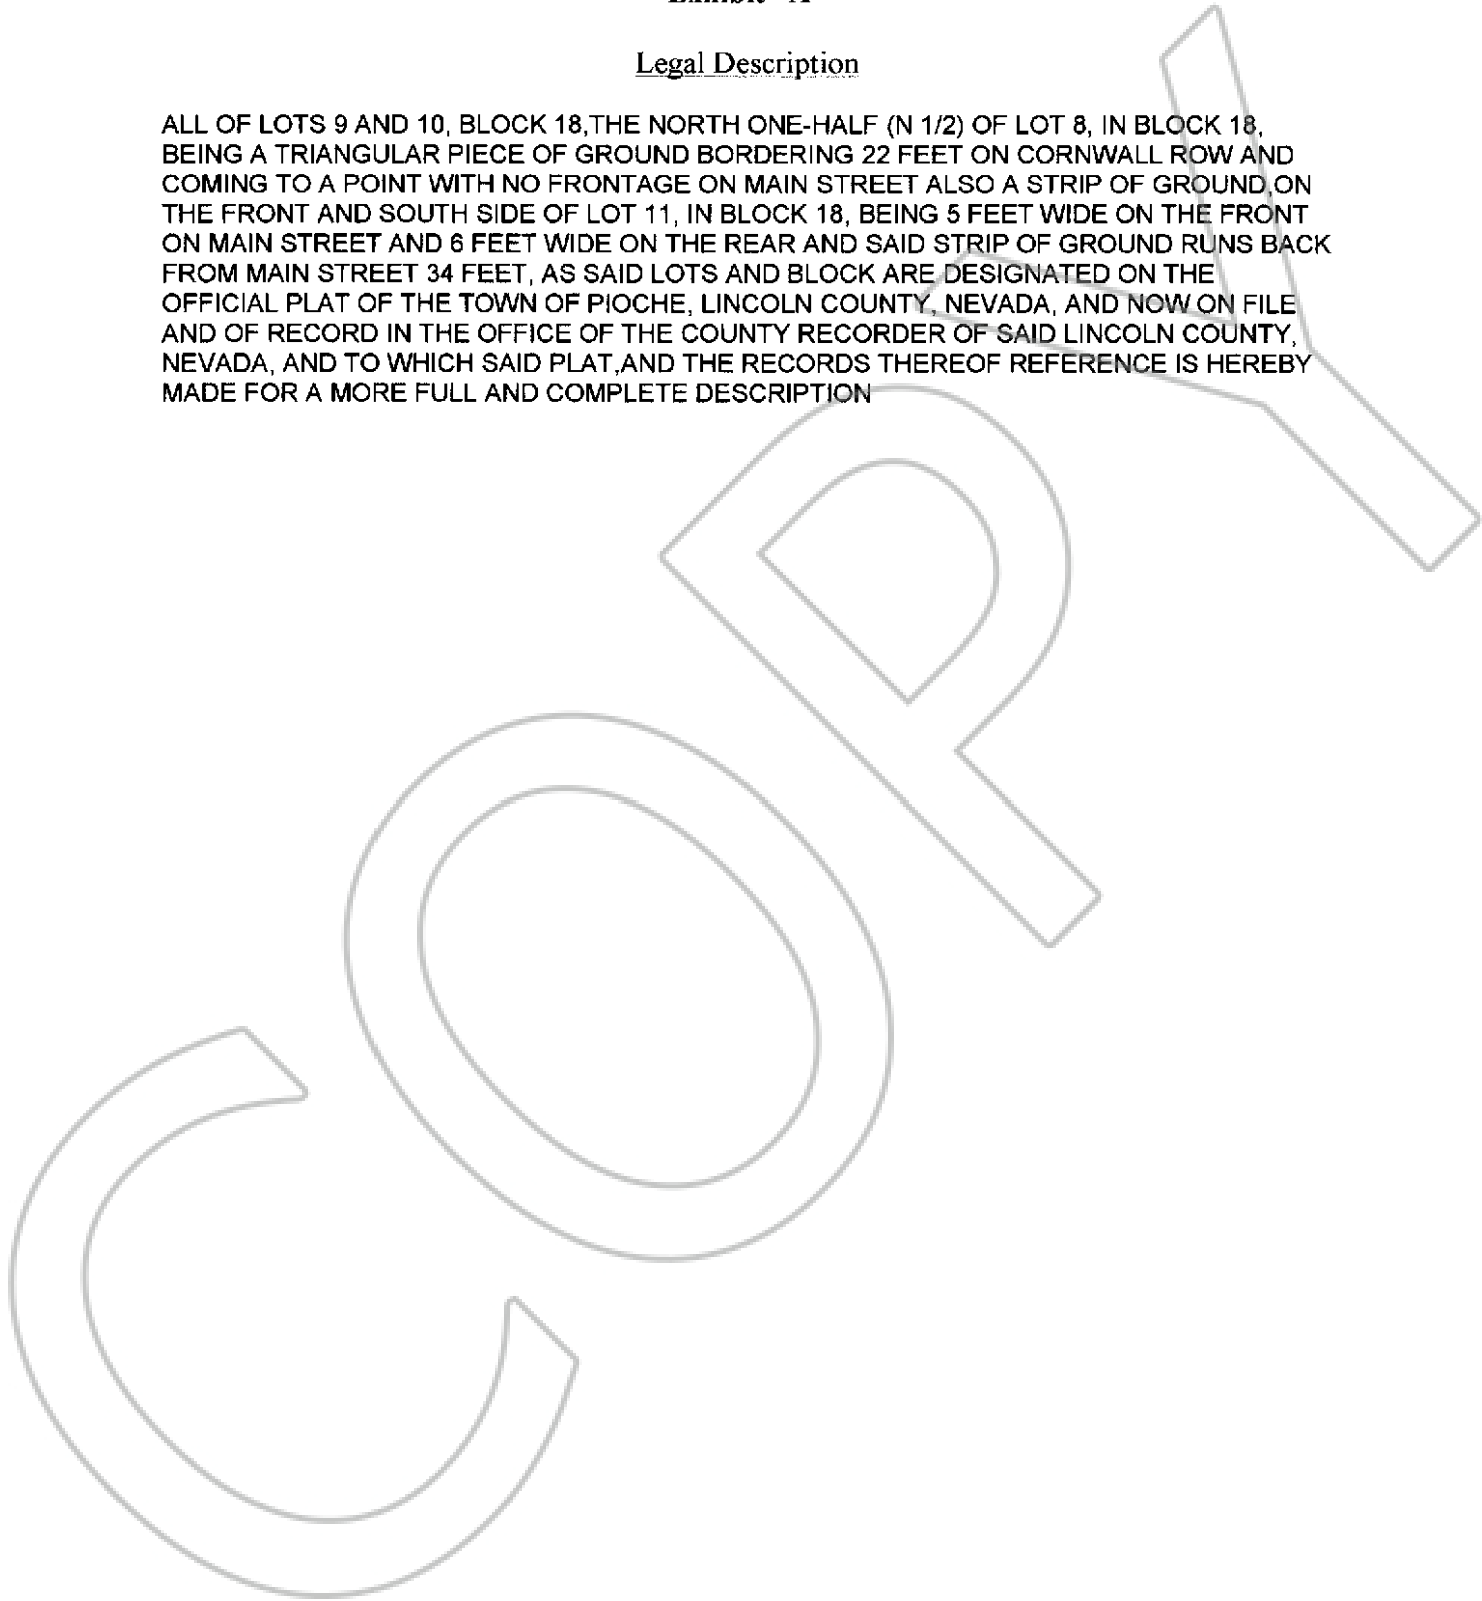 Legal Description
ALL OF LOTS 9 AND 10, BLOCK 18,THE NORTH ONE-HALF (N 1/2) OF LOT 8, IN BLOCK 18,
BEING A TRIANGULAR PIECE OF GROUND BORDERING 22 FEET ON CORNWALL ROW AND
COMING TO A POINT WITH NO FRONTAGE ON MAIN STREET ALSO A STRIP OF GROUND,ON
THE FRONT AND SOUTH SIDE OF LOT 11, IN BLOCK 18, BEING 5 FEET WIDE ON THE FRONT
ON MAIN STREET AND 6 FEET WIDE ON THE REAR AND SAID STRIP OF GROUND RUNS BACK
FROM MAIN STREET 34 FEET, AS SAID LOTS AND BLOCK ARE DESIGNATED ON THE
OFFICIAL PLAT OF THE TOWN OF PIOCHE, LINCOLN COUNTY, NEVADA, AND NOW ON FILE
AND OF RECORD IN THE OFFICE OF THE COUNTY RECORDER OF SAID LINCOLN COUNTY,
NEVADA, AND TO WHICH SAID PLAT,AND THE RECORDS THEREOF REFERENCE IS HEREBY
MADE FOR A MORE FULL AND COMPLETE DESCRIPTION
COPY